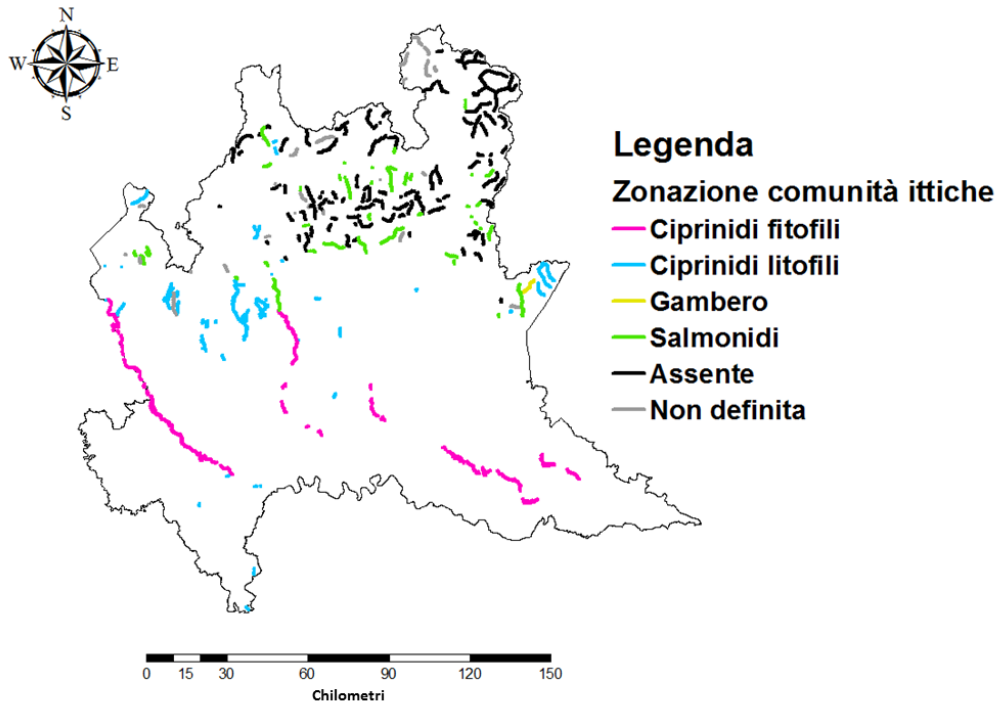 N
W E
S
Legenda
Zonazione comunità ittiche
Ciprinidi fitofili
Ciprinidi litofili
Gambero
Salmonidi
Assente
Non definita
0 15 30 60 90 120 150
Chilometri